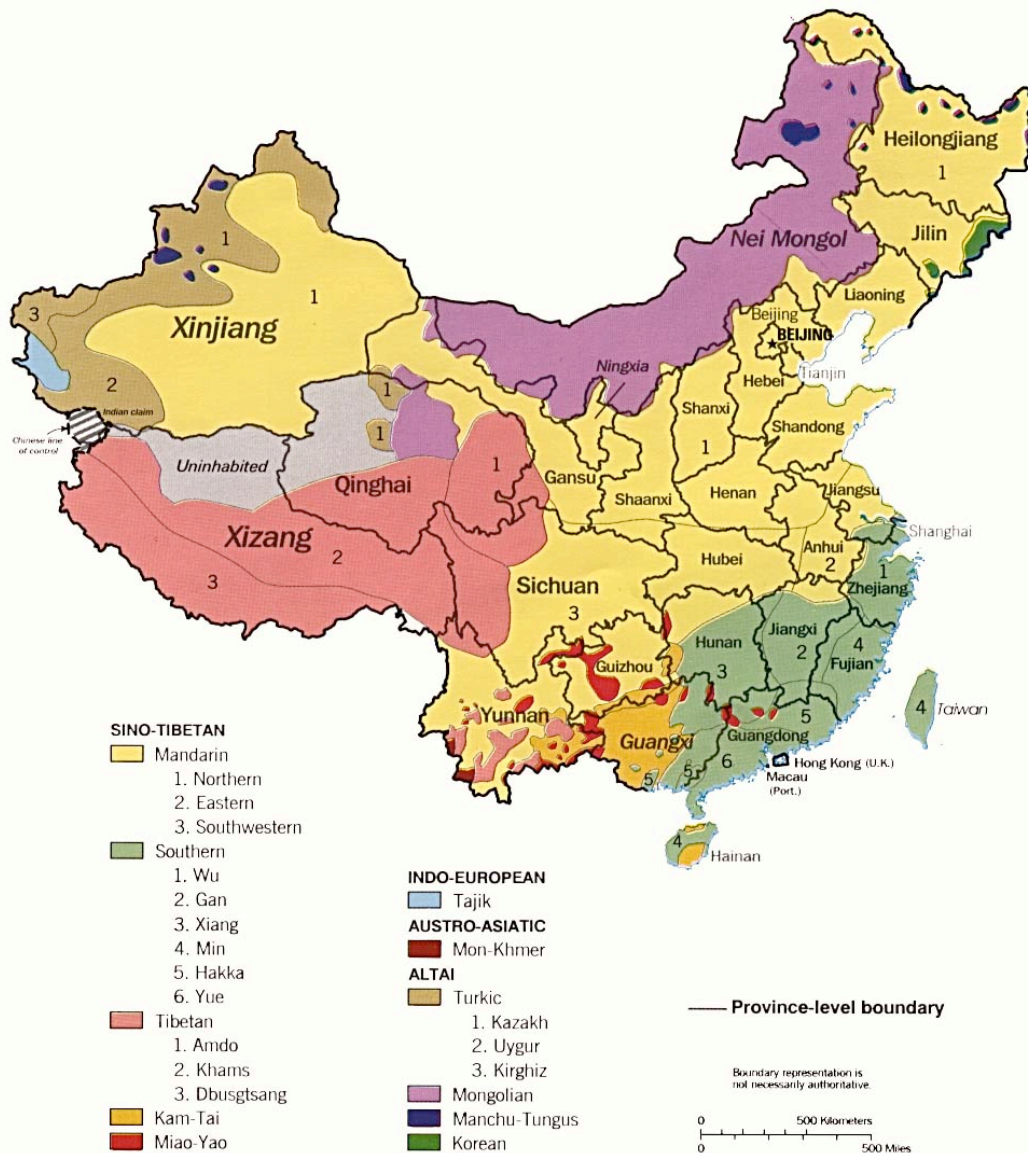 Heilongjiang
1
Jilin
Nei Mongol
Liaoning
Beijing
BEIJING
Tianjin
Hebei
1
3
Xinjiang
1
2
Indian claim
Chinese line
of control
Ningxia
Shanxi
1
Shandong
1
1
1
Uninhabited
Qinghai
Gansu
Shaanxi
Henan
Jiangsu
Xizang
2
3
Shanghai
Anhui
2
Hubei
Sichuan
3
1
Zhejiang
Hunan
3
Jiangxi
2
4
Fujian
Guizhou
Yunnan
Guangxi
5
5
Guangdong
5
6
4
Taiwan
Hong Kong (U.K.)
Macau
(Port.)
4
Hainan
SINO-TIBETAN
Mandarin
1. Northern
2. Eastern
3. Southwestern
Southern
1. Wu
2. Gan
3. Xiang
4. Min
5. Hakka
6. Yue
Tibetan
1. Amdo
2. Khams
3. Dbusgtsang
Kam-Tai
Miao-Yao
INDO-EUROPEAN
Tajik
AUSTRO-ASIATIC
Mon-Khmer
ALTAI
Turkic
1. Kazakh
2. Uygur
3. Kirghiz
Mongolian
Manchu-Tungus
Korean
Province-level boundary
Boundary representation is
not necessarily authoritative.
0 500 Kilometers
0 500 Miles